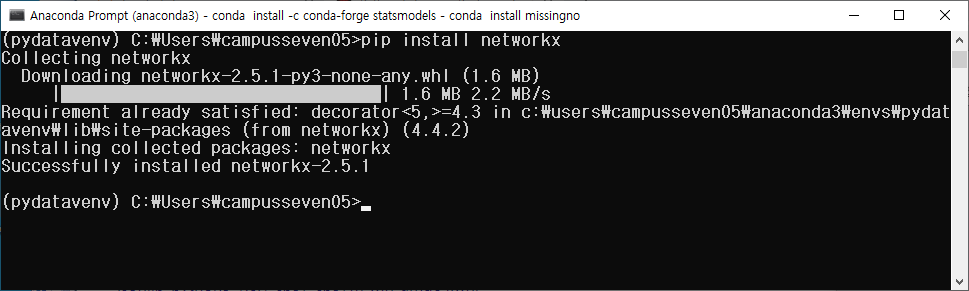 Anaconda Prompt (anaconda3) - conda  install -c conda-forge statsmodels - conda  install missingno
(pydatavenv) C:₩Users₩campusseven05>pip install networkx
Collecting networkx
  Downloading networkx-2.5.1-py3-none-any.whl (1.6 MB)
     |████████████████████████████████| 1.6 MB 2.2 MB/s
Requirement already satisfied: decorator<5,>=4.3 in c:₩users₩campusseven05₩anaconda3₩envs₩pydat
avenv₩lib₩site-packages (from networkx) (4.4.2)
Installing collected packages: networkx
Successfully installed networkx-2.5.1
(pydatavenv) C:₩Users₩campusseven05>